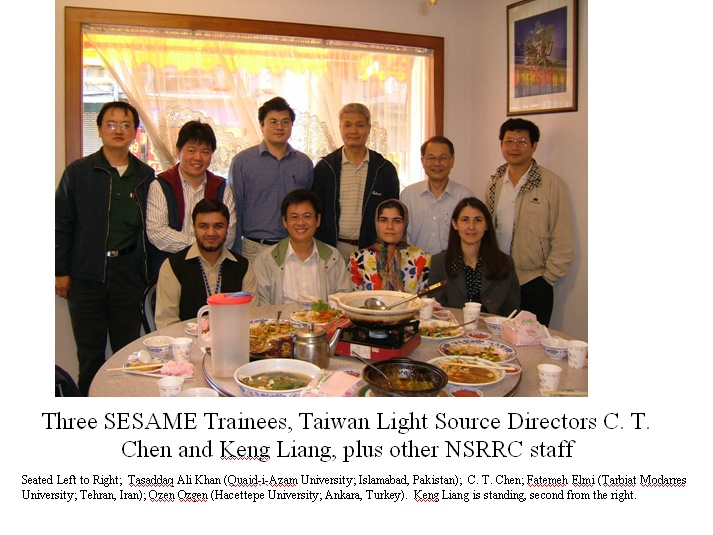 Three SESAME Trainees, Taiwan Light Source Directors C. T.
Chen and Keng Liang, plus other NSRRC staff
Seated Left to Right;  Tasaddaq Ali Khan (Quaid-i-Azam University; Islamabad, Pakistan);  C. T. Chen; Fatemeh Elmi (Tarbiat Modarres
University; Tehran, Iran); Ozen Ozgen (Hacettepe University; Ankara, Turkey).  Keng Liang is standing, second from the right.